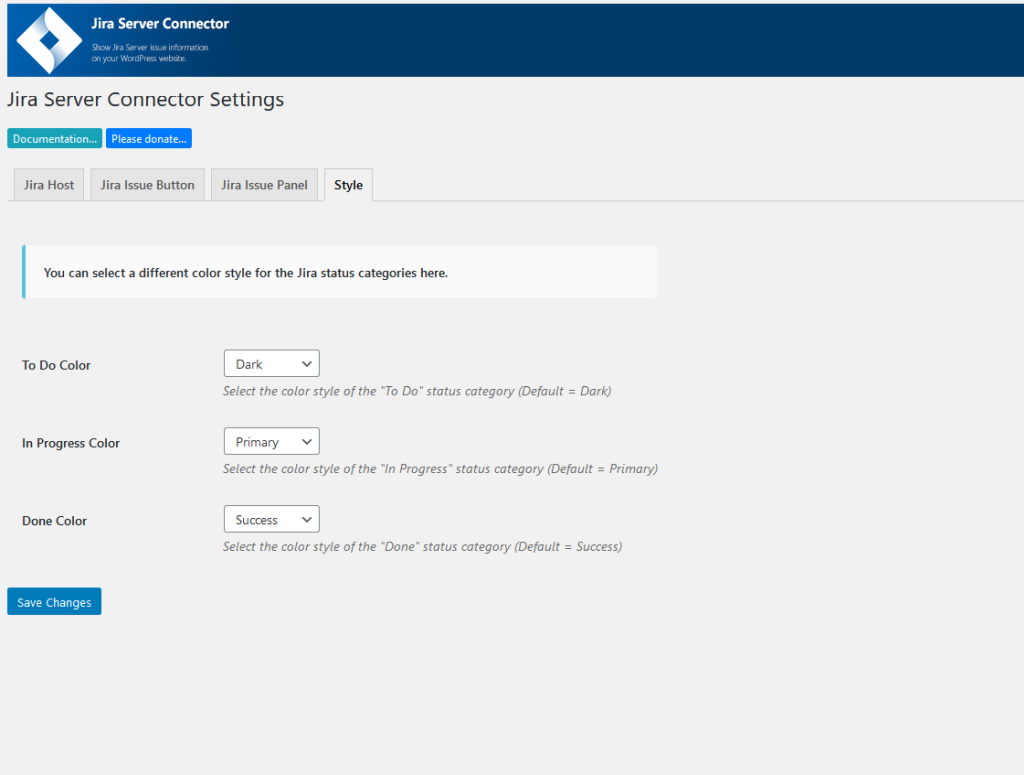 Jira Server Connector
Show Jira Server issue information
on your WordPress website.
Jira Server Connector Settings
Documentation... Please donate...
Jira Host Jira Issue Button Jira Issue Panel Style
You can select a different color style for the Jira status categories here.
To Do Color Dark
Select the color style of the "To Do" status category (Default = Dark)
In Progress Color Primary
Select the color style of the "In Progress" status category (Default = Primary)
Done Color Success
Select the color style of the "Done" status category (Default = Success)
Save Changes